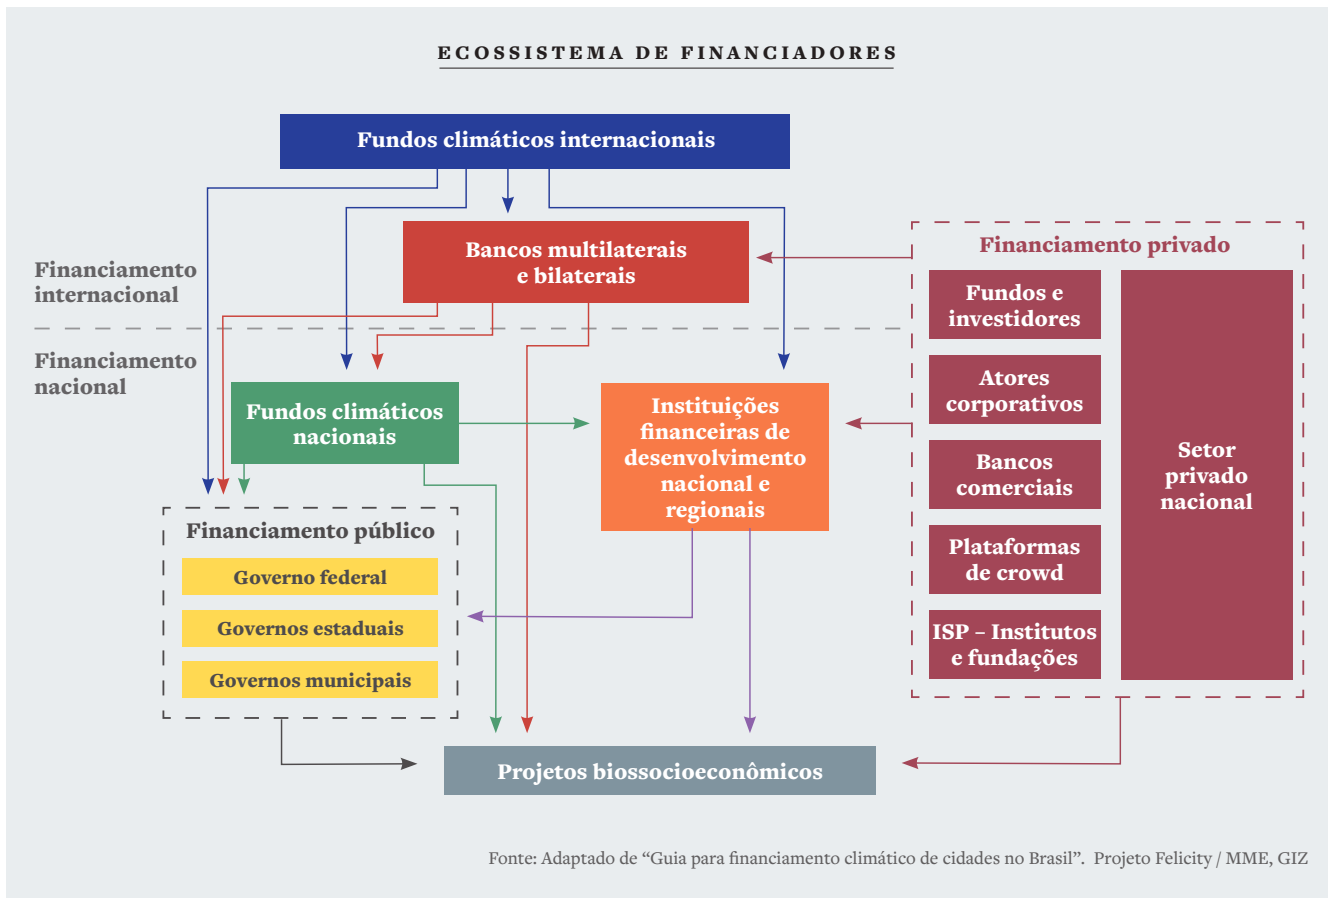 ECOSSISTEMA DE FINANCIADORES
Fundos climáticos internacionais
Bancos multilaterais
e bilaterais
Financiamento
internacional
Financiamento
nacional
Fundos climáticos
nacionais
Instituições
financeiras de
desenvolvimento
nacional e
regionais
Financiamento público
Governo federal
Governos estaduais
Governos municipais
Financiamento privado
Fundos e
investidores
Atores
corporativos
Bancos
comerciais
Plataformas
de crowd
ISP – Institutos
e fundações
Setor
privado
nacional
Projetos biossocioeconômicos
Fonte: Adaptado de “Guia para financiamento climático de cidades no Brasil”. Projeto Felicity / MME, GIZ